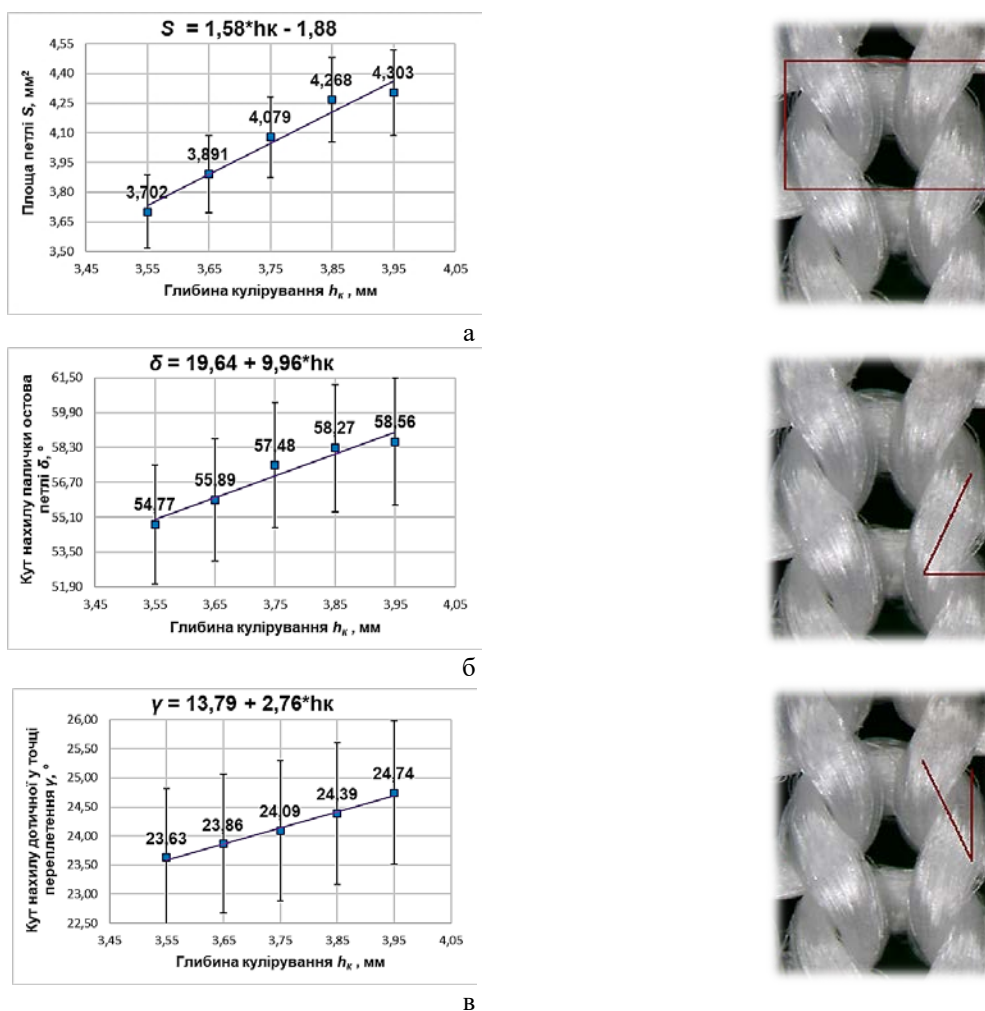 S = 1,58*hк - 1,88
Площа петлі S, мм²
4,55
4,40
4,25
4,10
3,95
3,80
3,65
3,50
3,702
3,891
4,079
4,268
4,303
3,45 3,55 3,65 3,75 3,85 3,95 4,05
Глибина кулірування hк , мм
а
δ = 19,64 + 9,96*hк
Кут нахилу палички остова
петлі δ, °
61,50
59,90
58,30
56,70
55,10
53,50
51,90
54,77
55,89
57,48
58,27
58,56
3,45 3,55 3,65 3,75 3,85 3,95 4,05
Глибина кулірування hк , мм
б
γ = 13,79 + 2,76*hк
Кут нахилу дотичної у точці
переплетення γ, °
26,00
25,50
25,00
24,50
24,00
23,50
23,00
22,50
23,63
23,86
24,09
24,39
24,74
3,45 3,55 3,65 3,75 3,85 3,95 4,05
Глибина кулірування hк , мм
в